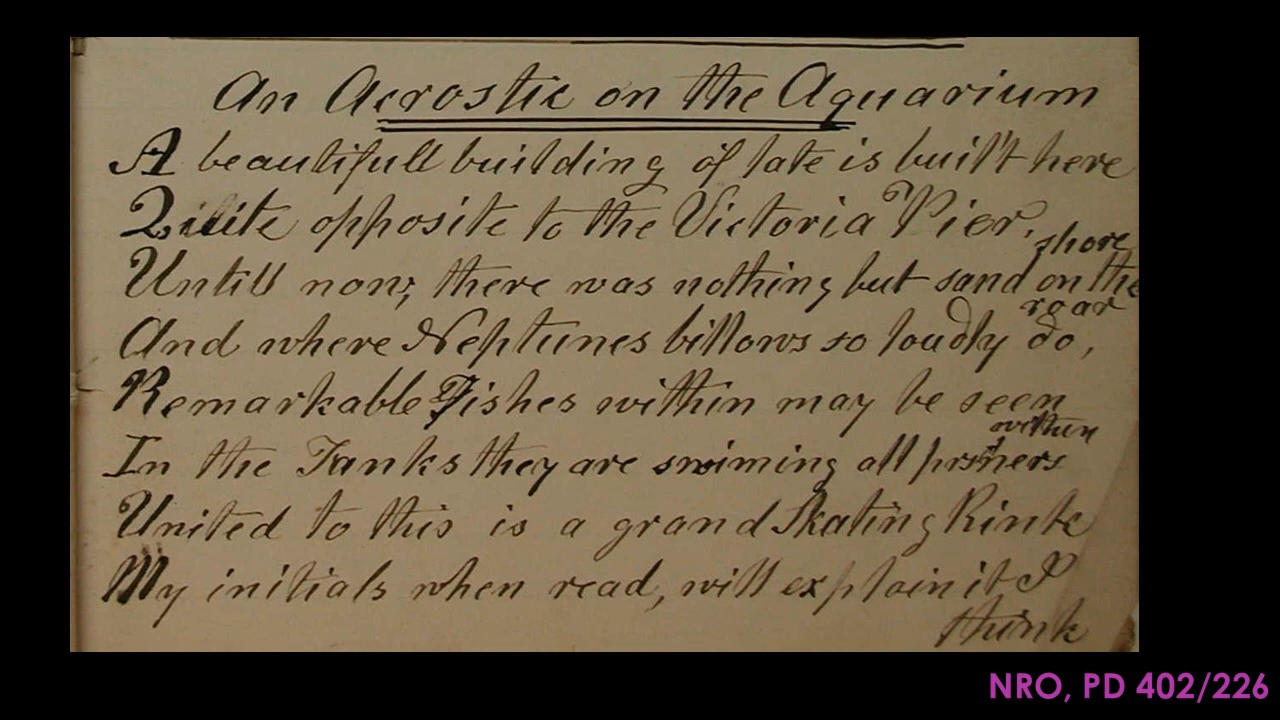 An Acrostic on the Aquarium
A beautifull building of late is built here
Quite opposite to the Victoria Pier,
Untill now, there was nothing but sand on the shore
And where Neptunes billows so loudly do, roar
Remarkable Fishes within may be seen
In the Tanks they are swiming all prisners within
United to this is a grand Skating Rink
My initials when read, will explain it I
think
NRO, PD 402/226